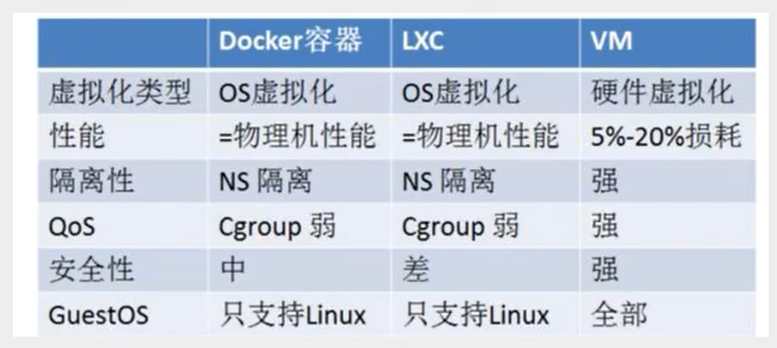 Docker容器 LXC VM
虚拟化类型 OS虚拟化 OS虚拟化 硬件虚拟化
性能 =物理机性能 =物理机性能 5%-20%损耗
隔离性 NS 隔离 NS 隔离 强
QoS Cgroup 弱 Cgroup 弱 强
安全性 中 差 强
GuestOS 只支持Linux 只支持Linux 全部